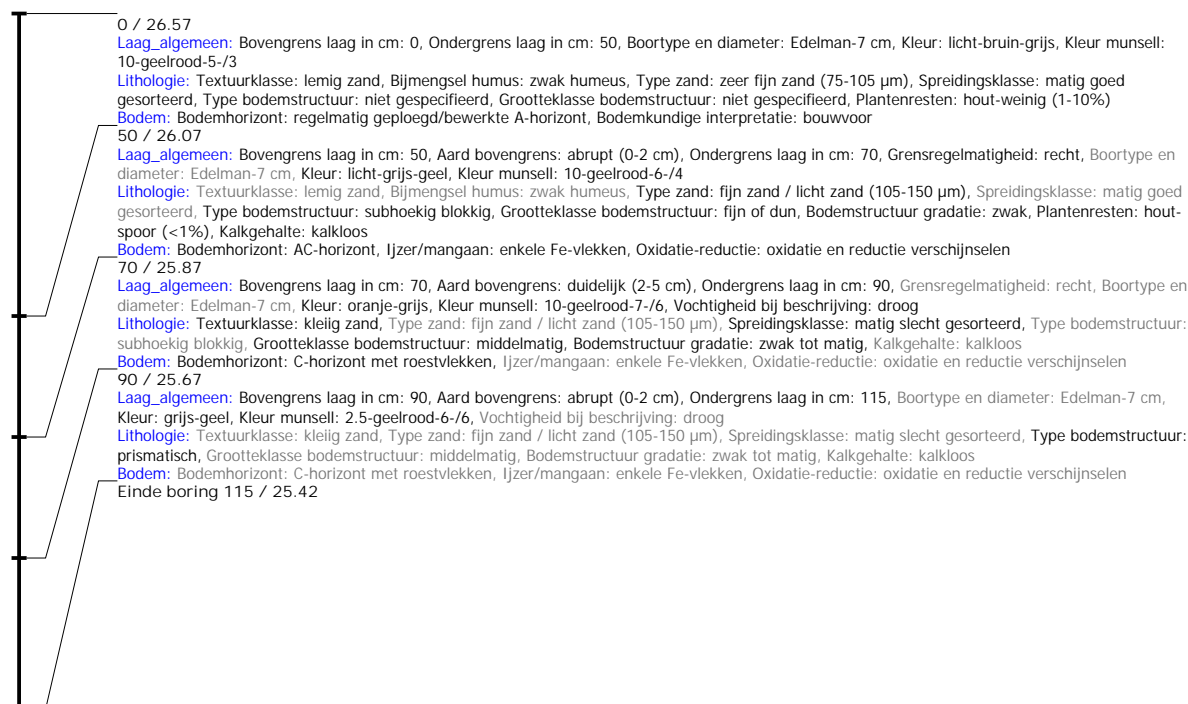 0 / 26.57
Laag_algemeen: Bovengrens laag in cm: 0, Ondergrens laag in cm: 50, Boortype en diameter: Edelman-7 cm, Kleur: licht-bruin-grijs, Kleur munsell:
10-geelrood-5-/3
Lithologie: Textuurklasse: lemig zand, Bijmengsel humus: zwak humeus, Type zand: zeer fijn zand (75-105 µm), Spreidingsklasse: matig goed
gesorteerd, Type bodemstructuur: niet gespecifieerd, Grootteklasse bodemstructuur: niet gespecifieerd, Plantenresten: hout-weinig (1-10%)
Bodem: Bodemhorizont: regelmatig geploegd/bewerkte A-horizont, Bodemkundige interpretatie: bouwvoor
50 / 26.07
Laag_algemeen: Bovengrens laag in cm: 50, Aard bovengrens: abrupt (0-2 cm), Ondergrens laag in cm: 70, Grensregelmatigheid: recht, Boortype en
diameter: Edelman-7 cm, Kleur: licht-grijs-geel, Kleur munsell: 10-geelrood-6-/4
Lithologie: Textuurklasse: lemig zand, Bijmengsel humus: zwak humeus, Type zand: fijn zand / licht zand (105-150 µm), Spreidingsklasse: matig goed
gesorteerd, Type bodemstructuur: subhoekig blokkig, Grootteklasse bodemstructuur: fijn of dun, Bodemstructuur gradatie: zwak, Plantenresten: hout-
spoor (<1%), Kalkgehalte: kalkloos
Bodem: Bodemhorizont: AC-horizont, Ijzer/mangaan: enkele Fe-vlekken, Oxidatie-reductie: oxidatie en reductie verschijnselen
70 / 25.87
Laag_algemeen: Bovengrens laag in cm: 70, Aard bovengrens: duidelijk (2-5 cm), Ondergrens laag in cm: 90, Grensregelmatigheid: recht, Boortype en
diameter: Edelman-7 cm, Kleur: oranje-grijs, Kleur munsell: 10-geelrood-7-/6, Vochtigheid bij beschrijving: droog
Lithologie: Textuurklasse: kleiig zand, Type zand: fijn zand / licht zand (105-150 µm), Spreidingsklasse: matig slecht gesorteerd, Type bodemstructuur:
subhoekig blokkig, Grootteklasse bodemstructuur: middelmatig, Bodemstructuur gradatie: zwak tot matig, Kalkgehalte: kalkloos
Bodem: Bodemhorizont: C-horizont met roestvlekken, Ijzer/mangaan: enkele Fe-vlekken, Oxidatie-reductie: oxidatie en reductie verschijnselen
90 / 25.67
Laag_algemeen: Bovengrens laag in cm: 90, Aard bovengrens: abrupt (0-2 cm), Ondergrens laag in cm: 115, Boortype en diameter: Edelman-7 cm,
Kleur: grijs-geel, Kleur munsell: 2.5-geelrood-6-/6, Vochtigheid bij beschrijving: droog
Lithologie: Textuurklasse: kleiig zand, Type zand: fijn zand / licht zand (105-150 µm), Spreidingsklasse: matig slecht gesorteerd, Type bodemstructuur:
prismatisch, Grootteklasse bodemstructuur: middelmatig, Bodemstructuur gradatie: zwak tot matig, Kalkgehalte: kalkloos
Bodem: Bodemhorizont: C-horizont met roestvlekken, Ijzer/mangaan: enkele Fe-vlekken, Oxidatie-reductie: oxidatie en reductie verschijnselen
Einde boring 115 / 25.42